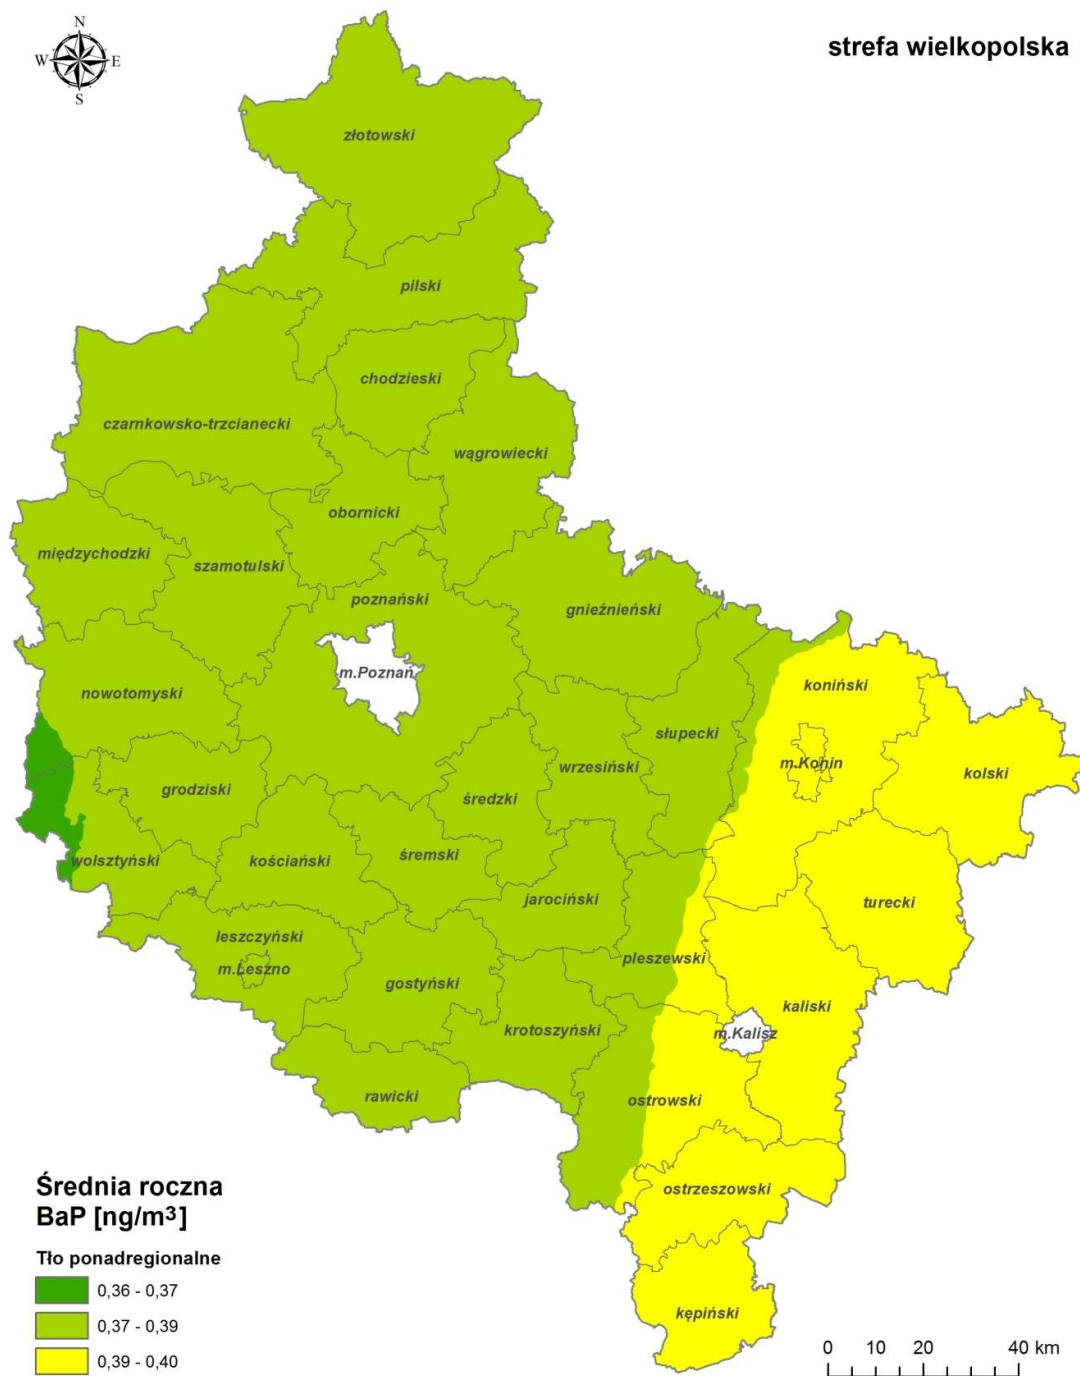 N
W E
S
strefa wielkopolska
złotowski
pilski
chodzieski
czarnkowsko-trzcianecki
wągrowiecki
obornicki
międzychodzki
szamotulski
poznański
gnieźnieński
m.Poznań
koniński
nowotomyski
słupecki
m.Konin
wrzesiński
kolski
grodziski
średzki
wolsztyński
kościański
śremski
jarociński
turecki
leszczyński
m.Leszno
pleszewski
gostyński
kaliski
krotoszyński
m.Kalisz
rawicki
ostrowski
ostrzeszowski
kępiński
Średnia roczna
BaP [ng/m³]
Tło ponadregionalne
0,36 - 0,37
0,37 - 0,39
0,39 - 0,40
0 10 20 40 km